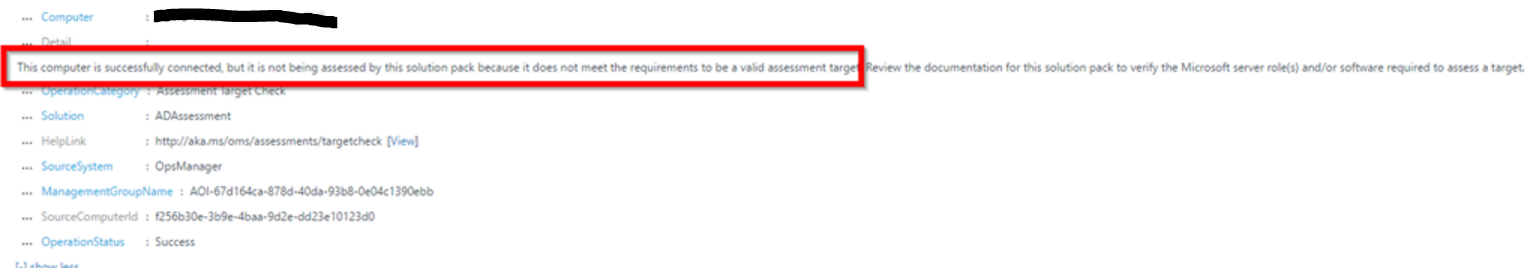 ... Computer :
... Detail :
This computer is successfully connected, but it is not being assessed by this solution pack because it does not meet the requirements to be a valid assessment target. Review the documentation for this solution pack to verify the Microsoft server role(s) and/or software required to assess a target.
... OperationCategory : Assessment Target Check
... Solution : ADAssessment
... HelpLink : http://aka.ms/oms/assessments/targetcheck [View]
... SourceSystem : OpsManager
... ManagementGroupName : AOI-67d164ca-878d-40da-93b8-0e04c1390ebb
... SourceComputerId : f256b30e-3b9e-4baa-9d2e-dd23e10123d0
... OperationStatus : Success
[-] show less